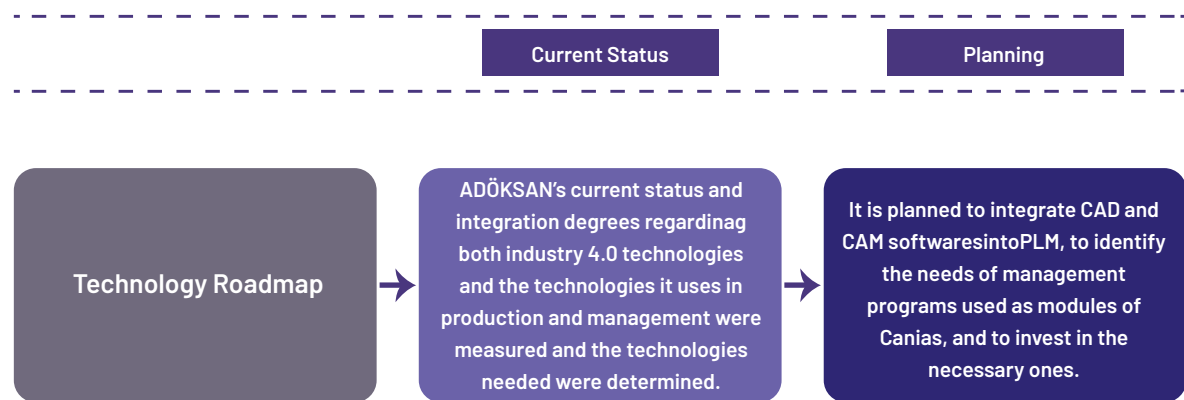 Current Status
Planning
Technology Roadmap
ADÖKSAN's current status and
integration degrees regardinag
both industry 4.0 technologies
and the technologies it uses in
production and management were
measured and the technologies
needed were determined.
It is planned to integrate CAD and
CAM softwaresintoPLM, to identify
the needs of management
programs used as modules of
Canias, and to invest in the
necessary ones.